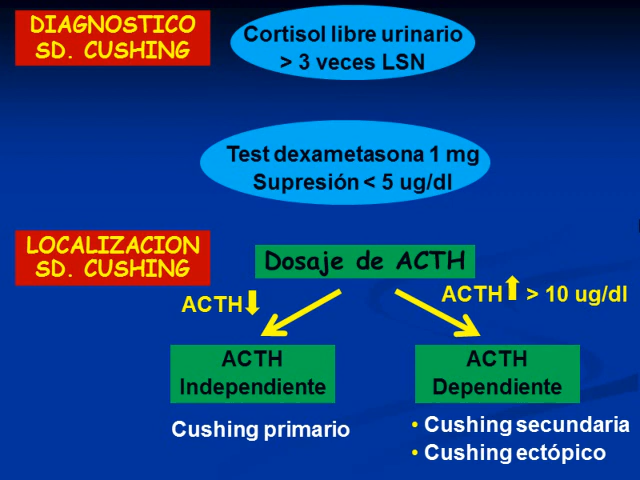 DIAGNOSTICO
SD. CUSHING
Cortisol libre urinario
> 3 veces LSN
Test dexametasona 1 mg
Supresión < 5 ug/dl
LOCALIZACION
SD. CUSHING
Dosaje de ACTH
ACTH⬇
ACTH⬆ > 10 ug/dl
ACTH
Independiente
ACTH
Dependiente
Cushing primario
• Cushing secundaria
• Cushing ectópico